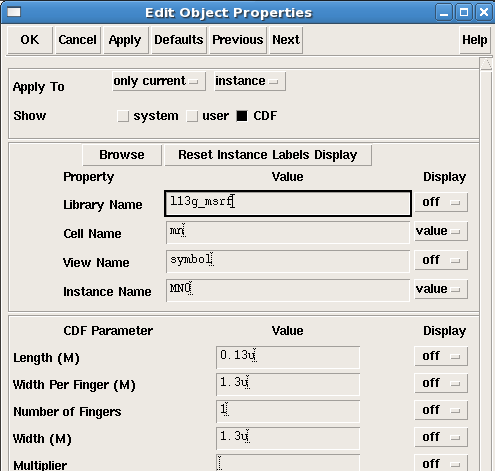 Edit Object Properties
OK Cancel Apply Defaults Previous Next Help
Apply To only current instance
Show system user CDF
Browse Reset Instance Labels Display
Property Value Display
Library Name l13g_msrf off
Cell Name mn value
View Name symbol off
Instance Name MN0 value
CDF Parameter Value Display
Length (M) 0.13u off
Width Per Finger (M) 1.3u off
Number of Fingers 1 off
Width (M) 1.3u off
Multiplier off